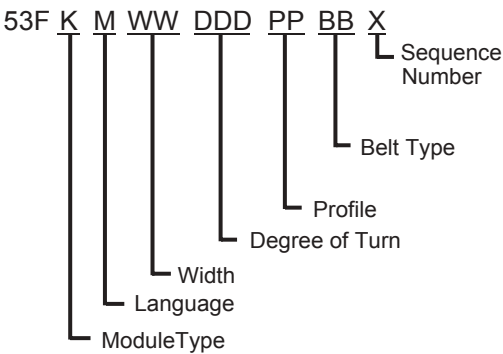 53F K M WW DDD PP BB X
Sequence
Number
Belt Type
Profile
Degree of Turn
Width
Language
ModuleType